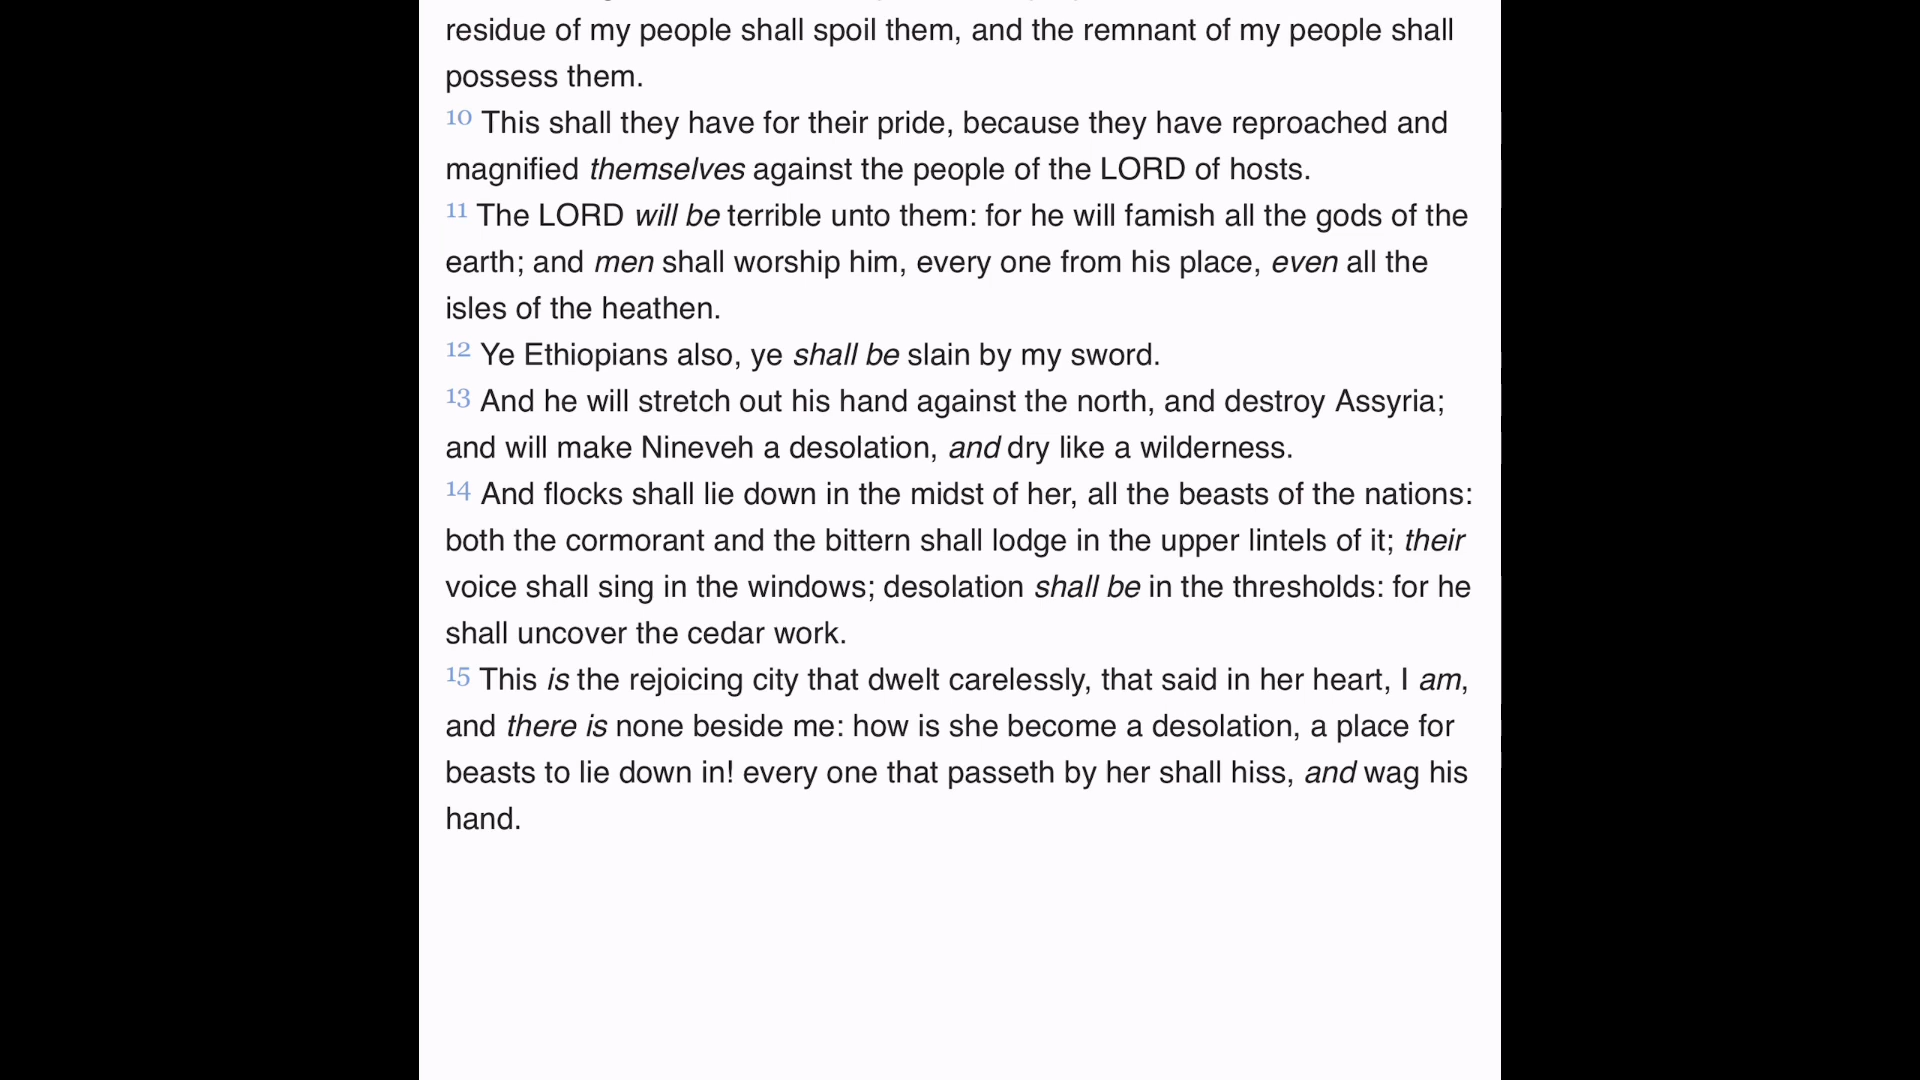 residue of my people shall spoil them, and the remnant of my people shall
possess them.
10 This shall they have for their pride, because they have reproached and
magnified themselves against the people of the LORD of hosts.
11 The LORD will be terrible unto them: for he will famish all the gods of the
earth; and men shall worship him, every one from his place, even all the
isles of the heathen.
12 Ye Ethiopians also, ye shall be slain by my sword.
13 And he will stretch out his hand against the north, and destroy Assyria;
and will make Nineveh a desolation, and dry like a wilderness.
14 And flocks shall lie down in the midst of her, all the beasts of the nations:
both the cormorant and the bittern shall lodge in the upper lintels of it; their
voice shall sing in the windows; desolation shall be in the thresholds: for he
shall uncover the cedar work.
15 This is the rejoicing city that dwelt carelessly, that said in her heart, I am,
and there is none beside me: how is she become a desolation, a place for
beasts to lie down in! every one that passeth by her shall hiss, and wag his
hand.